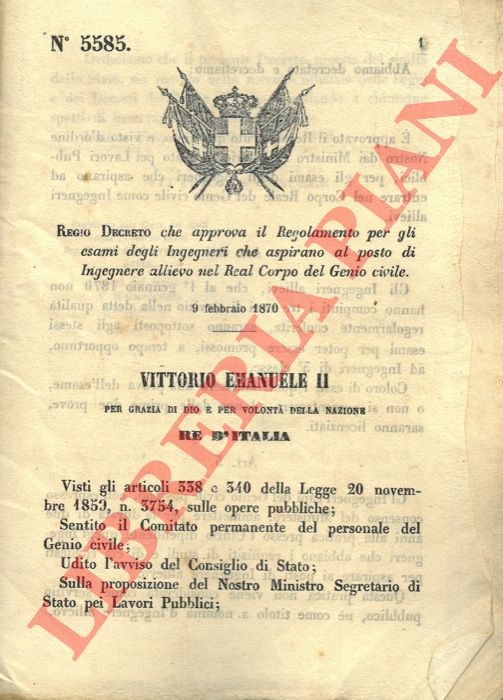 N° 5585.
1
REGIO DECRETO che approva il Regolamento per gli
esami degli Ingegneri che aspirano al posto di
Ingegnere allievo nel Real Corpo del Genio civile.
9 febbraio 1870
VITTORIO EMANUELE II
PER GRAZIA DI DIO E PER VOLONTÀ DELLA NAZIONE
RE D'ITALIA
Visti gli articoli 338 e 340 della Legge 20 novem-
bre 1859, n. 3754, sulle opere pubbliche;
Sentito il Comitato permanente del personale del
Genio civile;
Udito l'avviso del Consiglio di Stato;
Sulla proposizione del Nostro Ministro Segretario di
Stato pei Lavori Pubblici;
LIBRERIA PIANI